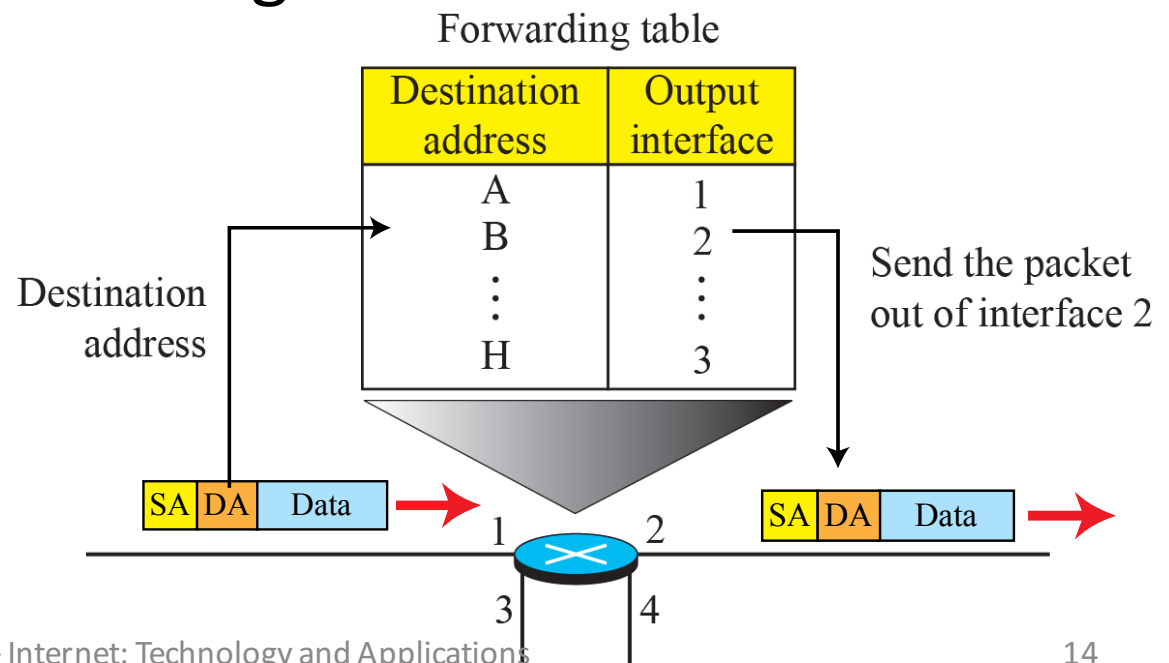 Forwarding table
Destination address
Output interface
A 1
B 2
H 3
Destination address
Send the packet
out of interface 2
SA DA Data
SA DA Data
1 2
3 4
Internet: Technology and Applications
14